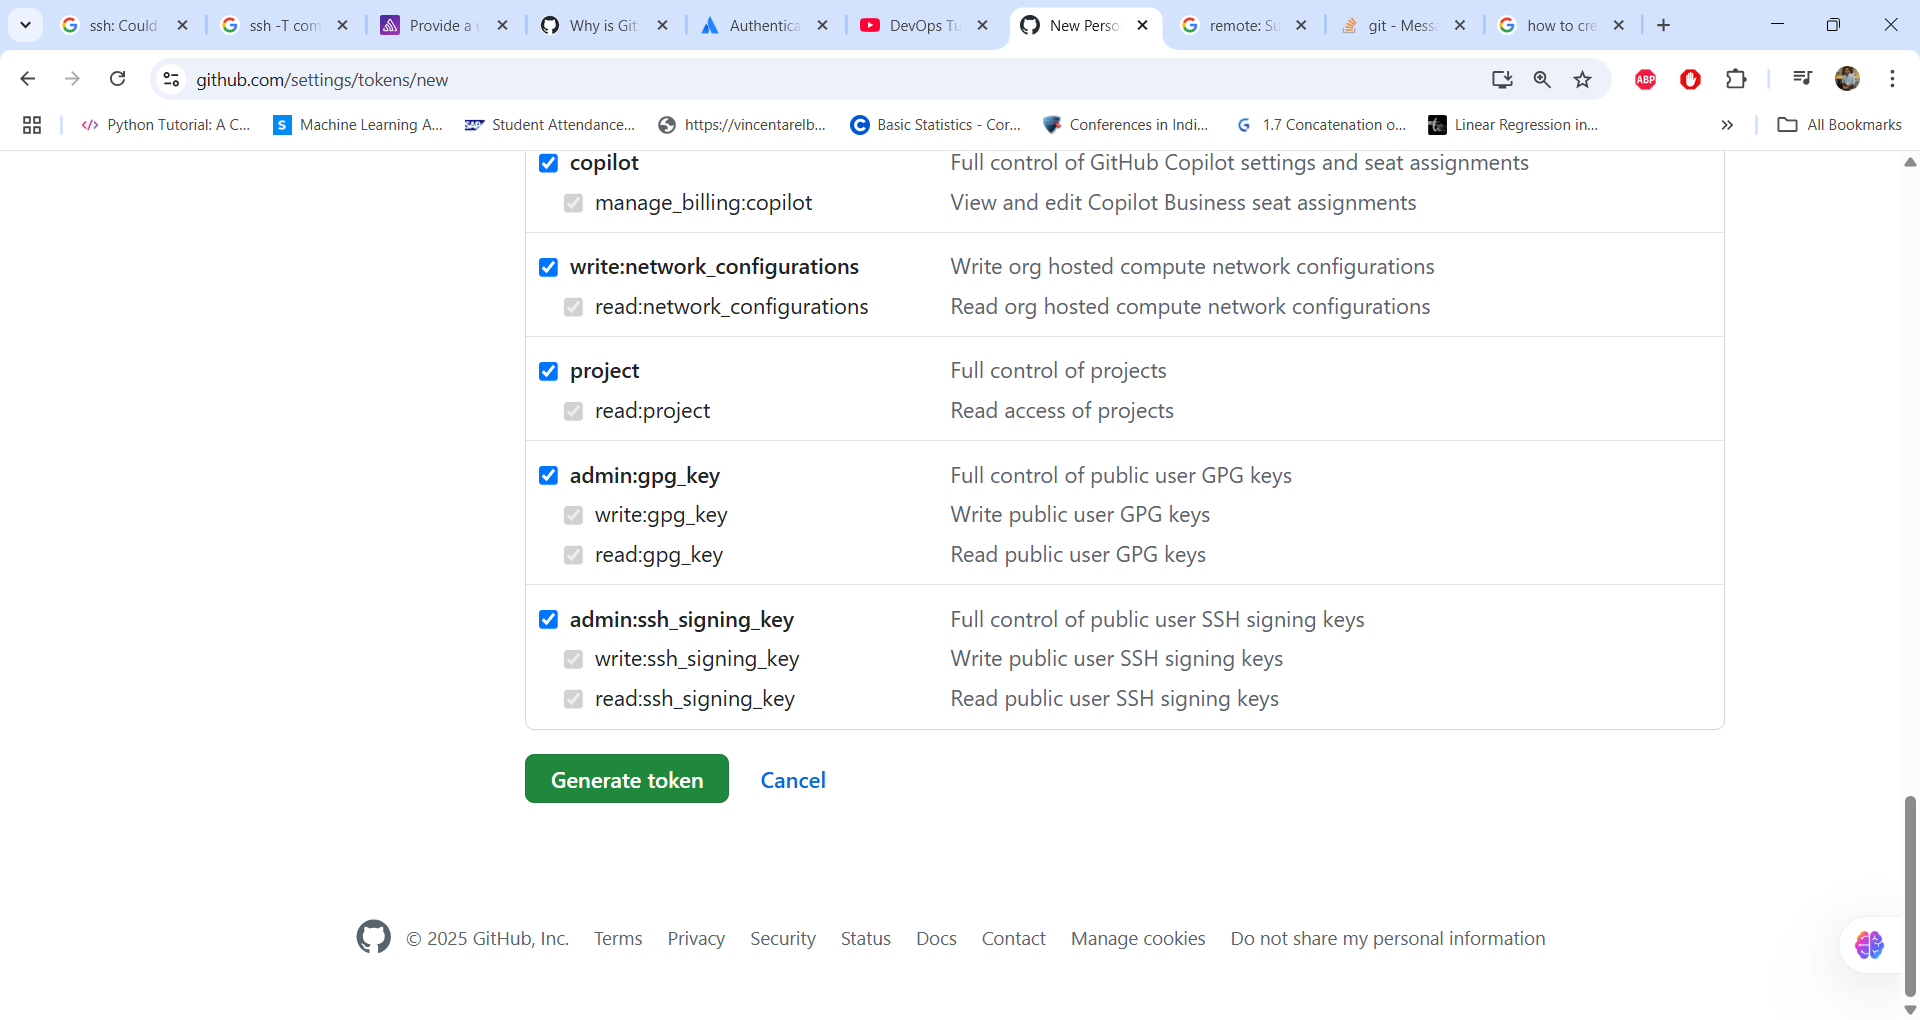 ssh: Could
ssh -T com
Provide a u
Why is Git
Authentica
DevOps Tu
New Perso
remote: Su
git - Messa
how to cre
github.com/settings/tokens/new
ABP
Python Tutorial: A C...
Machine Learning A...
Student Attendance...
https://vincentarelb...
Basic Statistics - Cor...
Conferences in Indi...
1.7 Concatenation o...
Linear Regression in...
All Bookmarks
copilot Full control of GitHub Copilot settings and seat assignments
manage_billing:copilot View and edit Copilot Business seat assignments
write:network_configurations Write org hosted compute network configurations
read:network_configurations Read org hosted compute network configurations
project Full control of projects
read:project Read access of projects
admin:gpg_key Full control of public user GPG keys
write:gpg_key Write public user GPG keys
read:gpg_key Read public user GPG keys
admin:ssh_signing_key Full control of public user SSH signing keys
write:ssh_signing_key Write public user SSH signing keys
read:ssh_signing_key Read public user SSH signing keys
Generate token Cancel
© 2025 GitHub, Inc. Terms Privacy Security Status Docs Contact Manage cookies Do not share my personal information